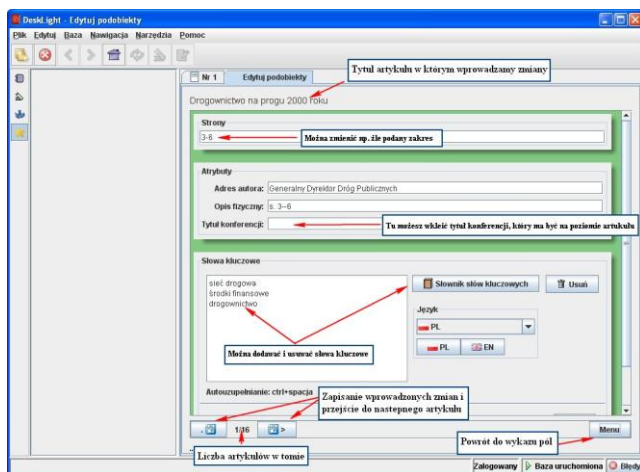 DeskLight - Edytuj podobiekty
Plik Edytuj Baza Nawigacja Narzędzia Pomoc
Nr 1 Edytuj podobiekty
Tytuł artykułu w którym wprowadzamy zmiany
Drogownictwo na progu 2000 roku
Strony
3-6
Można zmienić np. źle podany zakres
Atrybuty
Adres autora: Generalny Dyrektor Dróg Publicznych
Opis fizyczny: s. 3--6
Tytuł konferencji:
Tu możesz wkleić tytuł konferencji, który ma być na poziomie artukulu
Słowa kluczowe
sieć drogowa
środki finansowe
drogownictwo
Słownik słów kluczowych
Usuń
Język
PL
PL EN
Można dodawać i usuwać słowa kluczowe
Autouzupełnianie: ctrl+spacja
Zapisanie wprowadzonych zmian i
przejście do nastepnego artykułu
1/16
Menu
Liczba artykułów w tomie
Powrót do wykazu pól
Zalogowany Baza uruchomiona Błędy